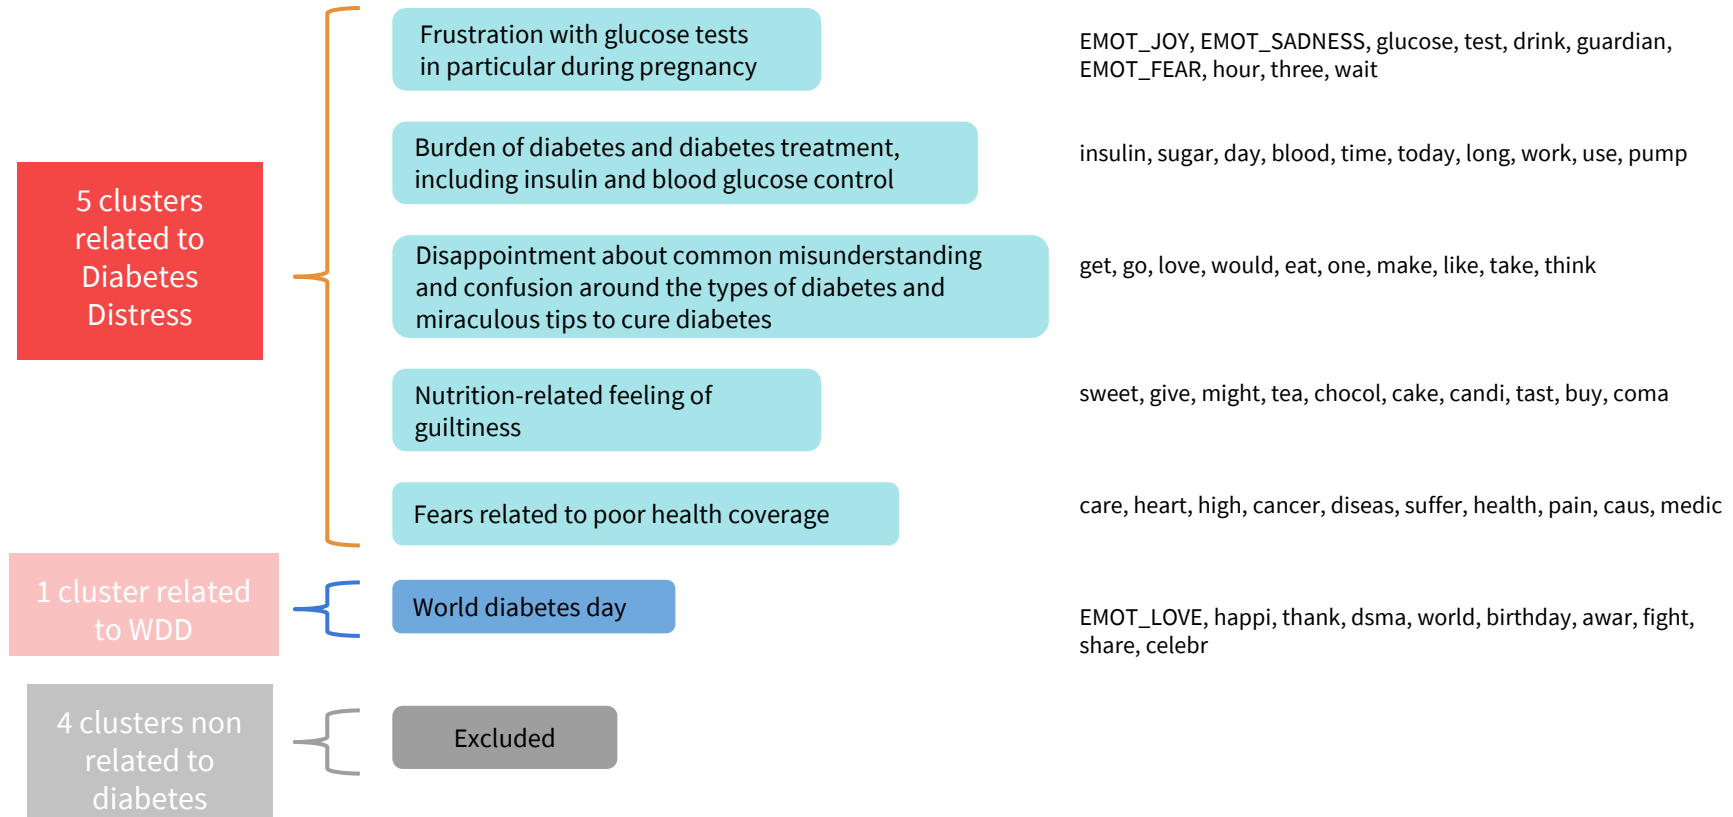 5 clusters
related to
Diabetes
Distress
Frustration with glucose tests
in particular during pregnancy
EMOT_JOY, EMOT_SADNESS, glucose, test, drink, guardian,
EMOT_FEAR, hour, three, wait
Burden of diabetes and diabetes treatment,
including insulin and blood glucose control
insulin, sugar, day, blood, time, today, long, work, use, pump
Disappointment about common misunderstanding
and confusion around the types of diabetes and
miraculous tips to cure diabetes
get, go, love, would, eat, one, make, like, take, think
Nutrition-related feeling of
guiltiness
sweet, give, might, tea, chocol, cake, candi, tast, buy, coma
Fears related to poor health coverage
care, heart, high, cancer, diseas, suffer, health, pain, caus, medic
1 cluster related
to WDD
World diabetes day
EMOT_LOVE, happi, thank, dsma, world, birthday, awar, fight,
share, celebr
4 clusters non
related to
diabetes
Excluded